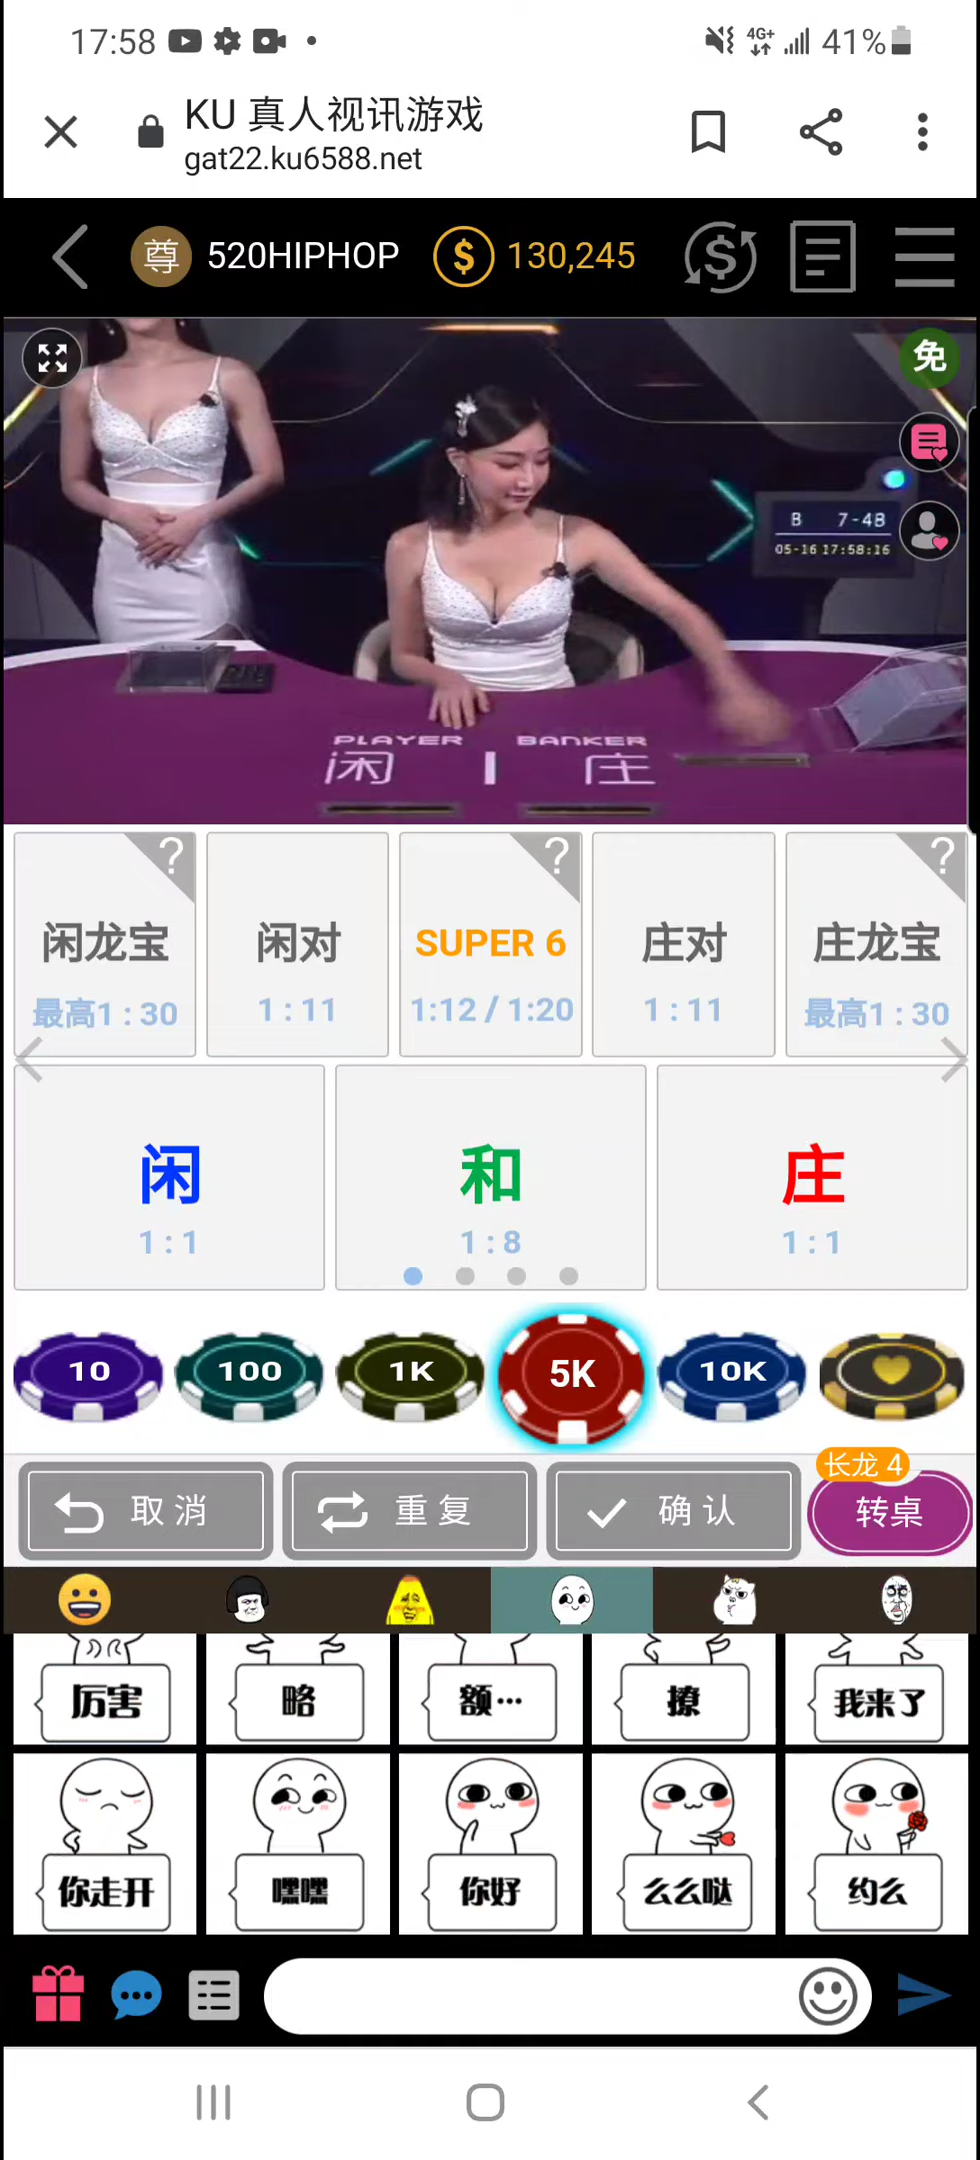 17:58
4G+
41%
KU 真人视讯游戏
gat22.ku6588.net
尊 520HIPHOP $ 130,245
免
B 7-48
05-16 17:58:16
PLAYER BANKER
闲 庄
? ? ?
闲龙宝 闲对 SUPER 6 庄对 庄龙宝
最高1 : 30 1 : 11 1:12 / 1:20 1 : 11 最高1 : 30
闲 和 庄
1 : 1 1 : 8 1 : 1
10 100 1K 5K 10K
长龙 4
取消 重复 确认 转桌
厉害 略 额… 撩 我来了
你走开 嘿嘿 你好 么么哒 约么